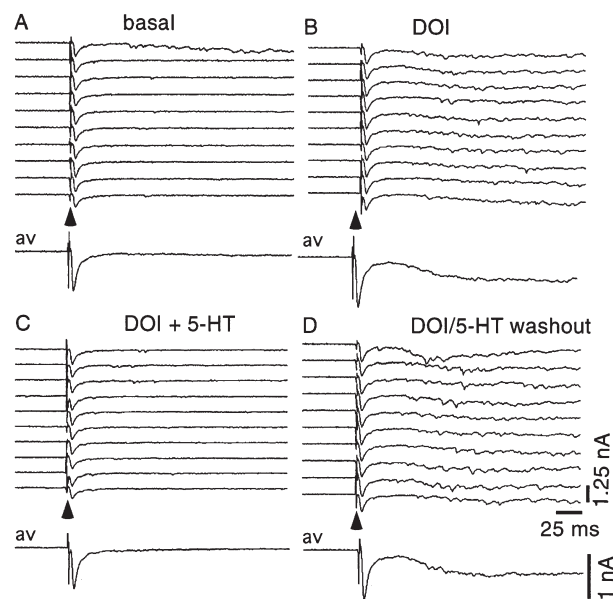 A basal
B DOI
av
av
C DOI + 5-HT
D DOI/5-HT washout
1.25 nA
25 ms
av
av
1 nA